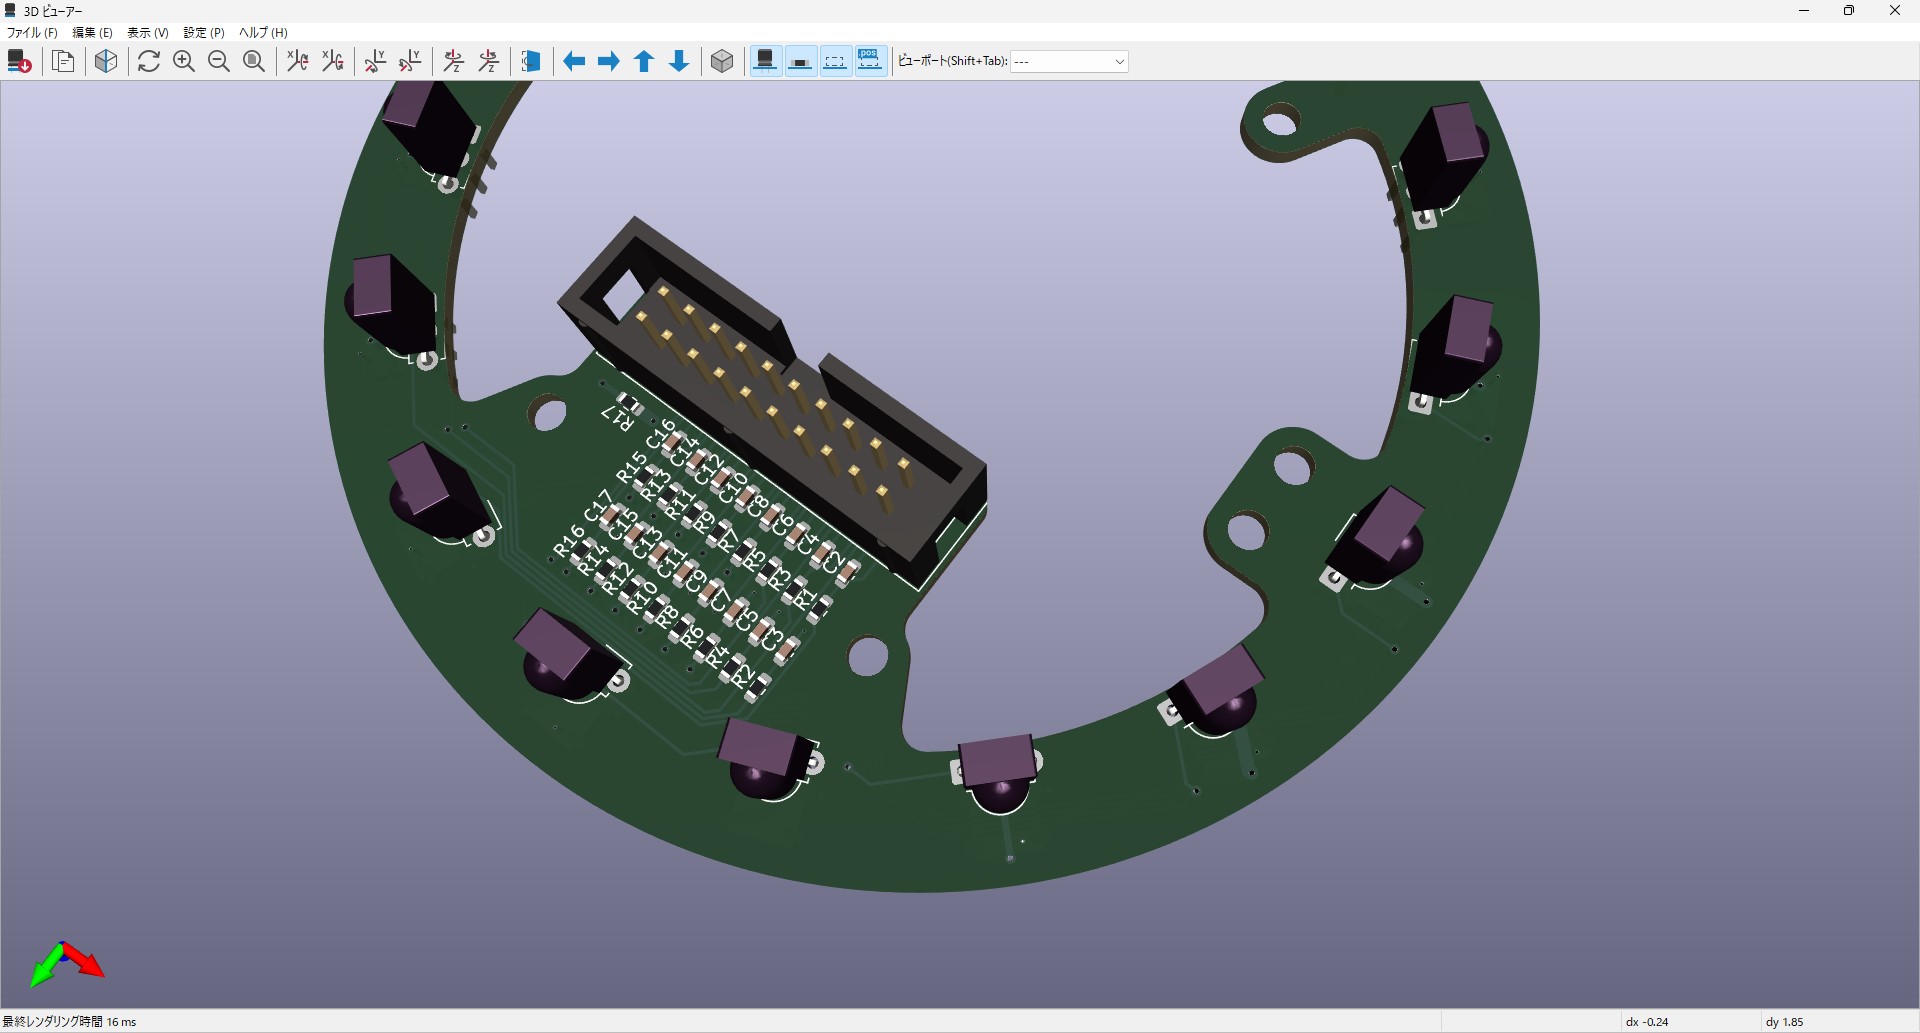 3D ビューアー
ファイル (F) 編集 (E) 表示 (V) 設定 (P) ヘルプ (H)
pos
ビューポート(Shift+Tab): ---
R17
C16
C14
C12
C10
C8
C6
C4
C2
R15
R13
R11
R9
R7
R5
R3
R1
C17
C15
C13
C11
C9
C7
C5
C3
R16
R14
R12
R10
R8
R6
R4
R2
最終レンダリング時間 16 ms
dx -0.24
dy 1.85